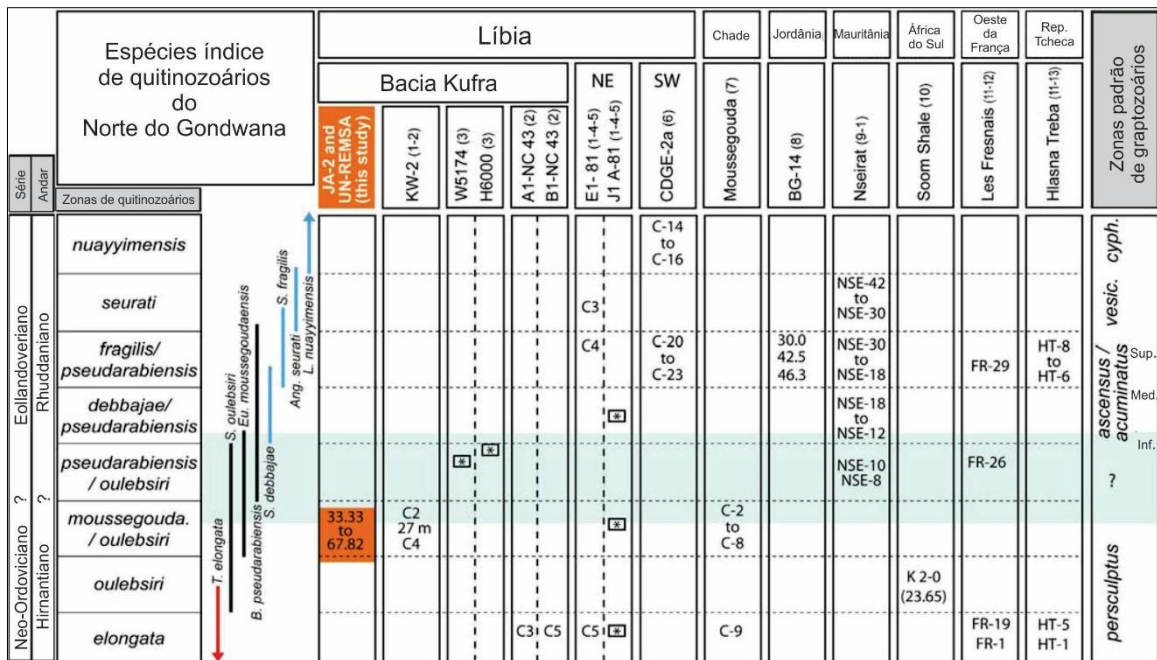 Espécies índice
de quitinozoários
do
Norte do Gondwana
Líbia
Chade
Jordânia
Mauritânia
África
do Sul
Oeste
da
França
Rep.
Tcheca
Zonas padrão
de graptozoários
Bacia Kufra
NE
SW
JA-2 and
UN-REMSA
(this study)
KW-2 (1-2)
W5174 (3)
H6000 (3)
A1-NC 43 (2)
B1-NC 43 (2)
E1- 81 (1-4-5)
J1 A-81 (1-4-5)
CDGE-2a (6)
Moussegouda (7)
BG-14 (8)
Nseirat (9-1)
Soom Shale (10)
Les Fresnais (11-12)
Hlasna Treba (11-13)
Série
Andar
Zonas de quitinozoários
Eollandoveriano
Rhuddaniano
?
?
Neo-Ordoviciano
Hirnantiano
nuayyimensis
C-14
to
C-16
cyph.
seurati
C3
NSE-42
to
NSE-30
vesic.
fragilis/
pseudarabiensis
C4
C-20
to
C-23
30.0
42.5
46.3
NSE-30
to
NSE-18
FR-29
HT-8
to
HT-6
ascensus /
acuminatus
Sup.
Med.
Inf.
debbajae/
pseudarabiensis
*
NSE-18
to
NSE-12
pseudarabiensis
/ oulebsiri
*
*
NSE-10
NSE-8
FR-26
?
moussegouda.
/ oulebsiri
33.33
to
67.82
C2
27 m
C4
*
C-2
to
C-8
oulebsiri
K 2-0
(23.65)
persculptus
elongata
C3
C5
C5
*
C-9
FR-19
FR-1
HT-5
HT-1
T. elongata
S. oulebsiri
Eu. moussegoudaensis
B. pseudarabiensis
S. debbajae
S. fragilis
Ang. seurati
L. nuayyimensis